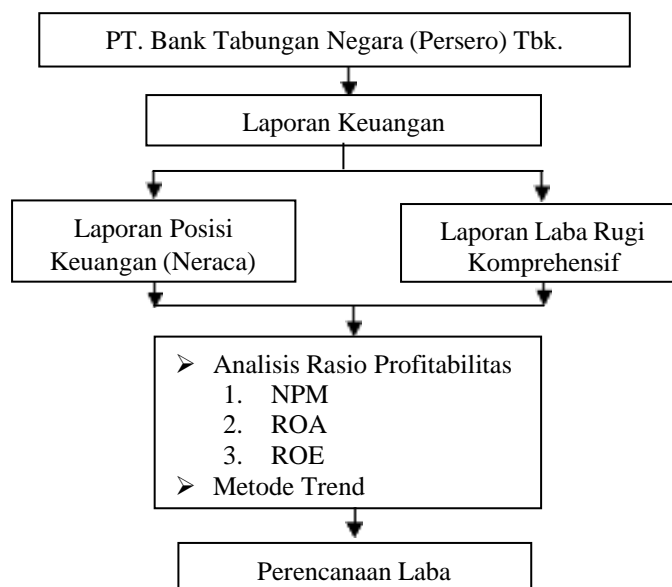 PT. Bank Tabungan Negara (Persero) Tbk.
Laporan Keuangan
Laporan Posisi
Keuangan (Neraca)
Laporan Laba Rugi
Komprehensif
➢ Analisis Rasio Profitabilitas
1. NPM
2. ROA
3. ROE
➢ Metode Trend
Perencanaan Laba